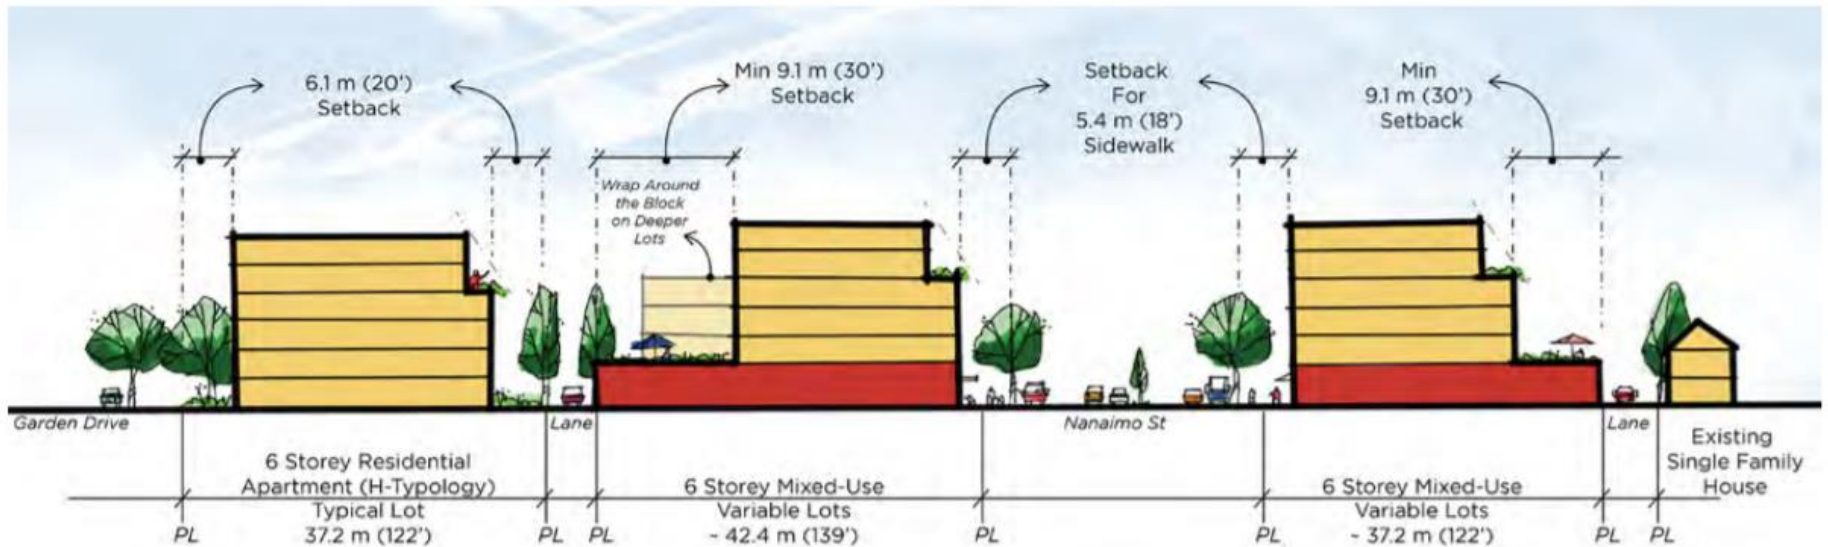 6.1 m (20')
Setback
Min 9.1 m (30')
Setback
Setback
For
5.4 m (18')
Sidewalk
Min
9.1 m (30')
Setback
Wrap Around
the Block
on Deeper
Lots
Garden Drive
Lane
Nanaimo St
Lane
6 Storey Residential
Apartment (H-Typology)
Typical Lot
37.2 m (122')
6 Storey Mixed-Use
Variable Lots
~ 42.4 m (139')
6 Storey Mixed-Use
Variable Lots
~ 37.2 m (122')
Existing
Single Family
House
PL
PL
PL
PL
PL
PL
PL